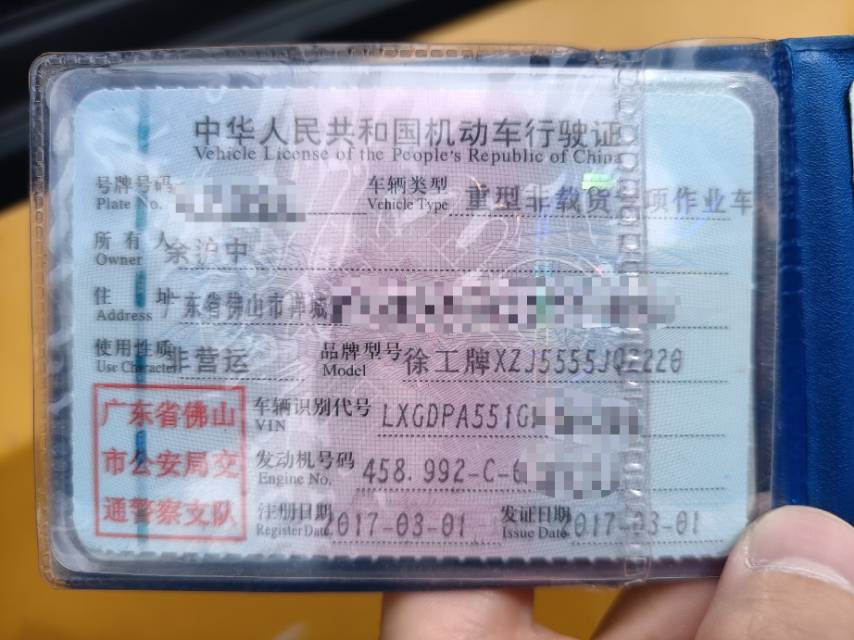 中华人民共和国机动车行驶证
Vehicle License of the People's Republic of China
号牌号码 车辆类型 重型非载货专项作业车
Plate No. Vehicle Type
所有人 余沪中
Owner
住址 广东省佛山市禅城
Address
使用性质 非营运 品牌型号 徐工牌XZJ5555JQZ220
Use Character Model
广东省佛山 车辆识别代号 LXGDPA551G
市公安局交 VIN
通警察支队 发动机号码 458.992-C-6
Engine No.
注册日期 2017-03-01 发证日期 2017-03-01
Register Date Issue Date